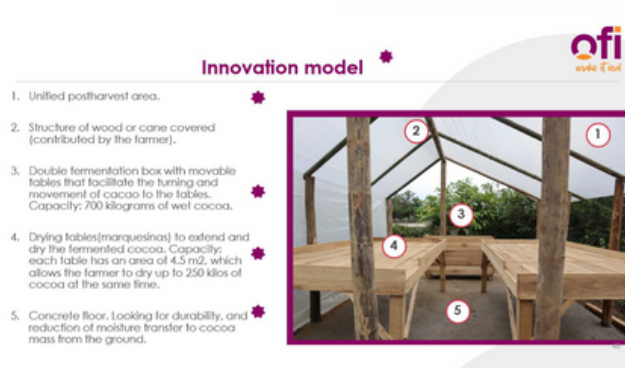 ofi
make it real
Innovation model
1. Unified postharvest area.
2. Structure of wood or cane covered
(contributed by the farmer).
3. Double fermentation box with movable
tables that facilitate the turning and
movement of cacao to the tables.
Capacity: 700 kilograms of wet cocoa.
4. Drying tables(marquesinas) to extend and
dry the fermented cocoa. Capacity:
each table has an area of 4.5 m2, which
allows the farmer to dry up to 250 kilos of
cocoa at the same time.
5. Concrete floor. Looking for durability, and
reduction of moisture transfer to cocoa
mass from the ground.
2
1
3
4
5